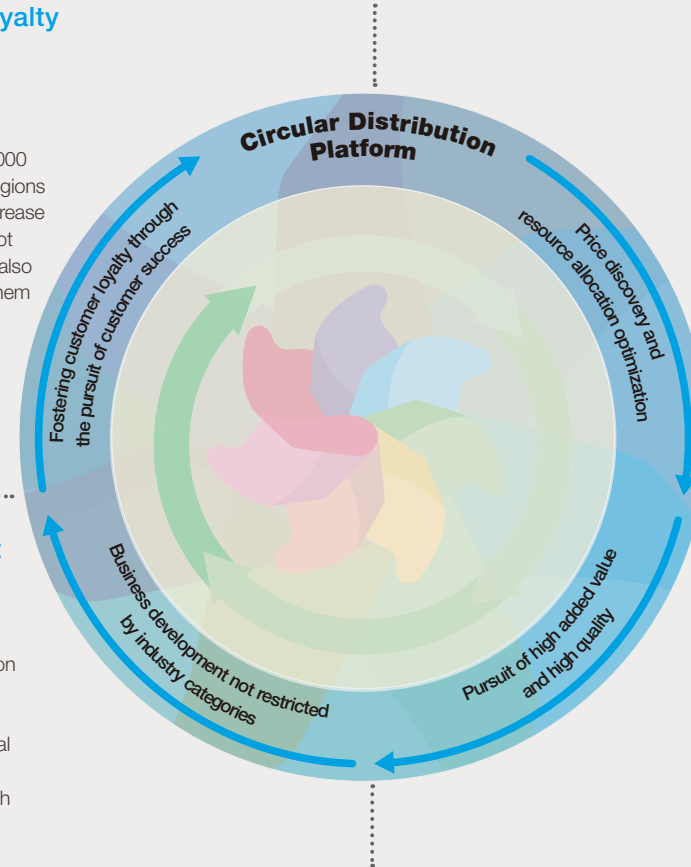 yalty
000
gions
rease
ot
also
hem
on
al
h
Circular Distribution
Platform
Price discovery and
resource allocation optimization
Pursuit of high added value
and high quality
Business development not restricted
by industry categories
Fostering customer loyalty through
the pursuit of customer success